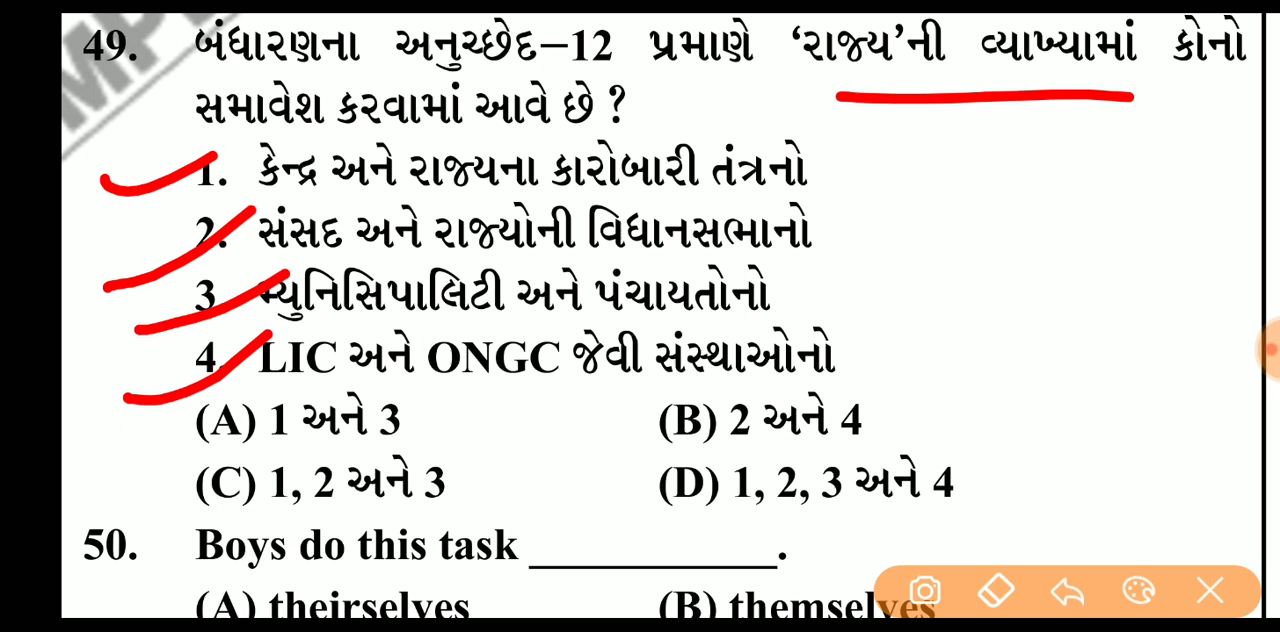 49. બંધારણના અનુચ્છેદ–12 પ્રમાણે ‘રાજ્ય’ની વ્યાખ્યામાં કોનો
સમાવેશ કરવામાં આવે છે ?
1. કેન્દ્ર અને રાજ્યના કારોબારી તંત્રનો
2. સંસદ અને રાજ્યોની વિધાનસભાનો
3. મ્યુનિસિપાલિટી અને પંચાયતોનો
4. LIC અને ONGC જેવી સંસ્થાઓનો
(A) 1 અને 3 (B) 2 અને 4
(C) 1, 2 અને 3 (D) 1, 2, 3 અને 4
50. Boys do this task ___________.
(A) theirselves (B) themselves